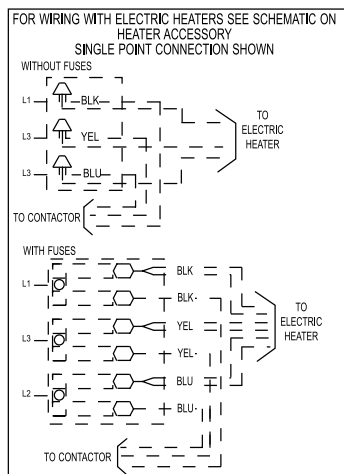 FOR WIRING WITH ELECTRIC HEATERS SEE SCHEMATIC ON
HEATER ACCESSORY
SINGLE POINT CONNECTION SHOWN
WITHOUT FUSES
L1
BLK
L3
YEL
L3
BLU
TO
ELECTRIC
HEATER
TO CONTACTOR
WITH FUSES
BLK
L1
BLK
YEL
L3
YEL
BLU
L2
BLU
TO
ELECTRIC
HEATER
TO CONTACTOR